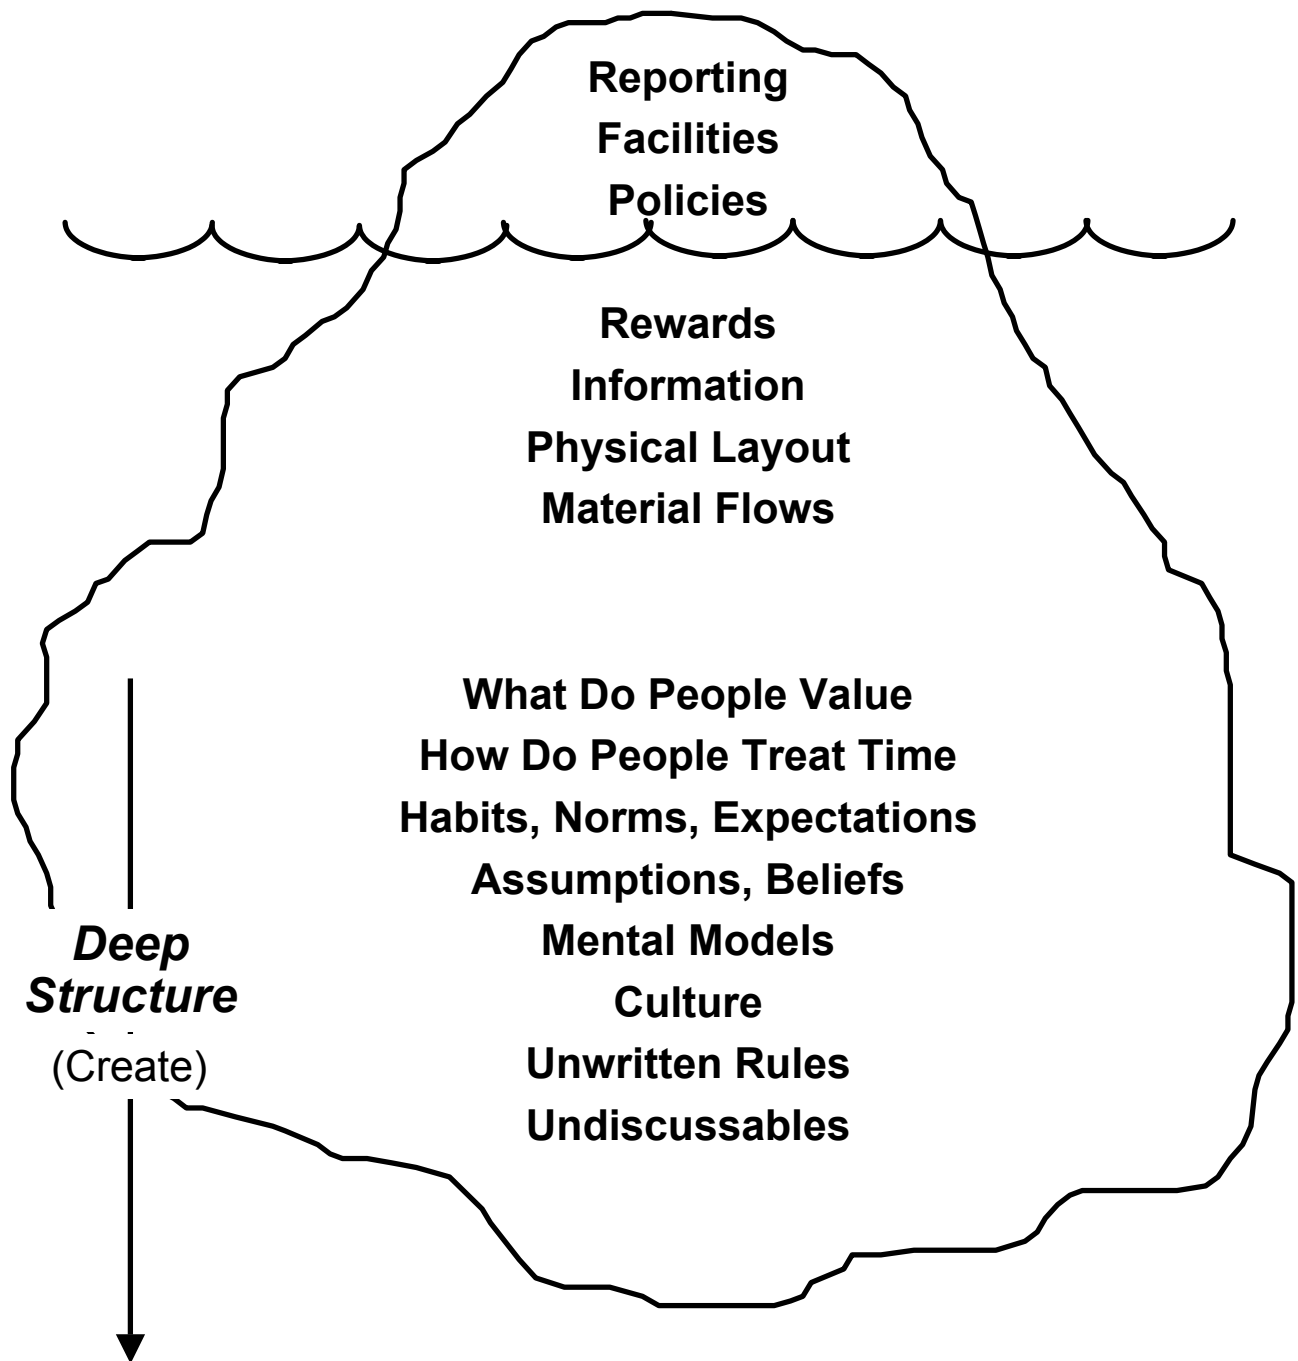 Reporting
Facilities
Policies
Rewards
Information
Physical Layout
Material Flows
What Do People Value
How Do People Treat Time
Habits, Norms, Expectations
Assumptions, Beliefs
Mental Models
Culture
Unwritten Rules
Undiscussables
Deep
Structure
(Create)